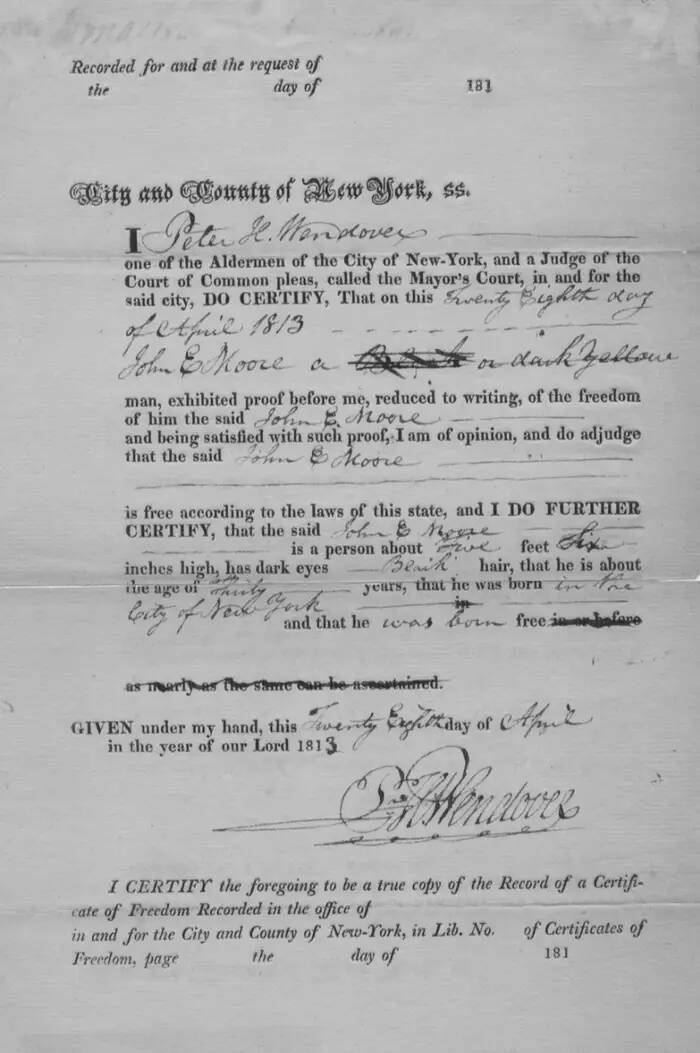 Recorded for and at the request of
the day of 181
City and County of New York, ss.
I Peter H. Wendover
one of the Aldermen of the City of New-York, and a Judge of the
Court of Common pleas, called the Mayor's Court, in and for the
said city, DO CERTIFY, That on this Twenty Eighth day
of April 1813
John E Moore a Black or dark Yellow
man, exhibited proof before me, reduced to writing, of the freedom
of him the said John E. Moore
and being satisfied with such proof, I am of opinion, and do adjudge
that the said John E Moore
is free according to the laws of this state, and I DO FURTHER
CERTIFY, that the said John E Moore
is a person about Five feet Six
inches high, has dark eyes hair, that he is about
the age of Thirty years, that he was born in the
City of New York in
and that he was born free in or before
as nearly as the same can be ascertained.
GIVEN under my hand, this Twenty Eighth day of April
in the year of our Lord 1813
P. H. Wendover
I CERTIFY the foregoing to be a true copy of the Record of a Certifi-
cate of Freedom Recorded in the office of
in and for the City and County of New-York, in Lib. No. of Certificates of
Freedom, page the day of 181